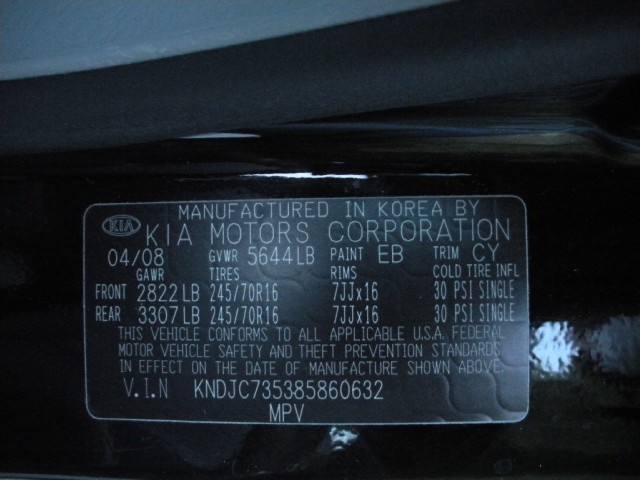 MANUFACTURED IN KOREA BY
KIA KIA MOTORS CORPORATION
04/08 GVWR 5644LB PAINT EB TRIM CY
GAWR TIRES RIMS COLD TIRE INFL
FRONT 2822LB 245/70R16 7JJx16 30 PSI SINGLE
REAR 3307LB 245/70R16 7JJx16 30 PSI SINGLE
THIS VEHICLE CONFORMS TO ALL APPLICABLE U.S.A. FEDERAL
MOTOR VEHICLE SAFETY AND THEFT PREVENTION STANDARDS
IN EFFECT ON THE DATE OF MANUFACTURE SHOWN ABOVE.
V.I.N KNDJC735385860632
MPV